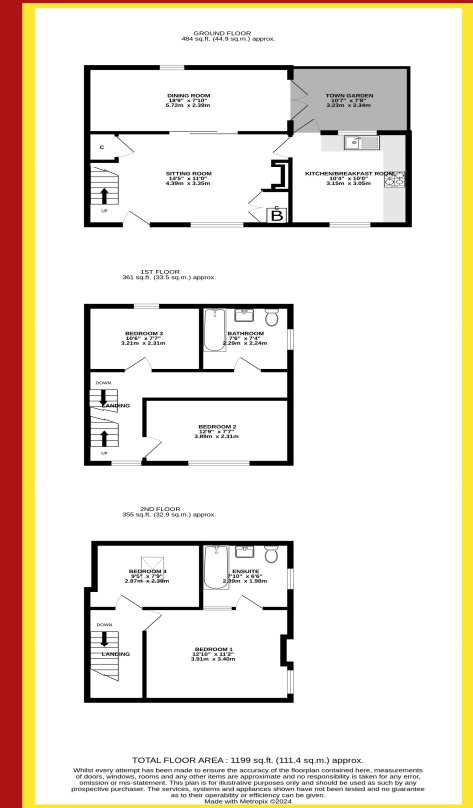 GROUND FLOOR
484 sq.ft. (44.9 sq.m.) approx.
DINING ROOM
18'9" x 7'10"
5.72m x 2.39m
TOWN GARDEN
10'7" x 7'8"
3.23m x 2.34m
C
SITTING ROOM
14'5" x 11'0"
4.39m x 3.35m
KITCHEN/BREAKFAST ROOM
10'4" x 10'0"
3.15m x 3.05m
UP
C
B
1ST FLOOR
361 sq.ft. (33.5 sq.m.) approx.
BEDROOM 3
10'6" x 7'7"
3.21m x 2.31m
BATHROOM
7'6" x 7'4"
2.29m x 2.24m
DOWN
LANDING
BEDROOM 2
12'9" x 7'7"
3.89m x 2.31m
UP
2ND FLOOR
355 sq.ft. (32.9 sq.m.) approx.
BEDROOM 4
9'5" x 7'9"
2.87m x 2.36m
ENSUITE
7'10" x 6'6"
2.39m x 1.98m
DOWN
LANDING
BEDROOM 1
12'10" x 11'2"
3.91m x 3.40m
TOTAL FLOOR AREA : 1199 sq.ft. (111.4 sq.m.) approx.
Whilst every attempt has been made to ensure the accuracy of the floorplan contained here, measurements
of doors, windows, rooms and any other items are approximate and no responsibility is taken for any error,
omission or mis-statement. This plan is for illustrative purposes only and should be used as such by any
prospective purchaser. The services, systems and appliances shown have not been tested and no guarantee
as to their operability or efficiency can be given.
Made with Metropix ©2024